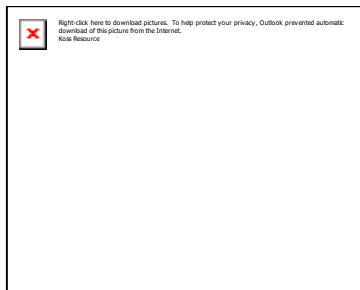 Right-click here to download pictures. To help protect your privacy, Outlook prevented automatic
download of this picture from the Internet.
Koss Resource